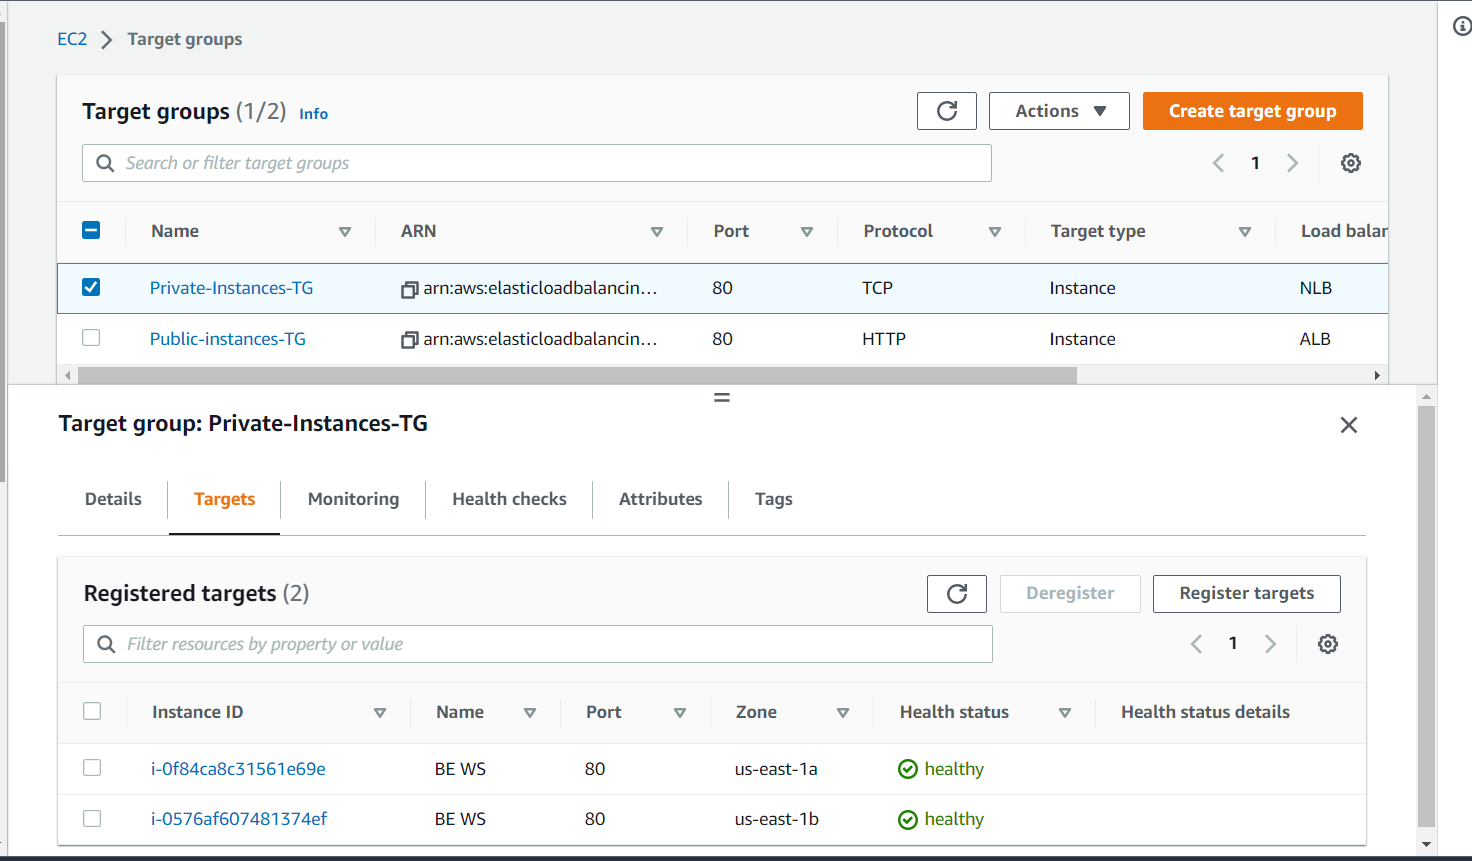 EC2 > Target groups
Target groups (1/2) Info
Actions
Create target group
Search or filter target groups
1
Name ARN Port Protocol Target type Load balar
Private-Instances-TG arn:aws:elasticloadbalancin... 80 TCP Instance NLB
Public-instances-TG arn:aws:elasticloadbalancin... 80 HTTP Instance ALB
Target group: Private-Instances-TG
Details Targets Monitoring Health checks Attributes Tags
Registered targets (2)
Deregister
Register targets
Filter resources by property or value
1
Instance ID Name Port Zone Health status Health status details
i-0f84ca8c31561e69e BE WS 80 us-east-1a healthy
i-0576af607481374ef BE WS 80 us-east-1b healthy